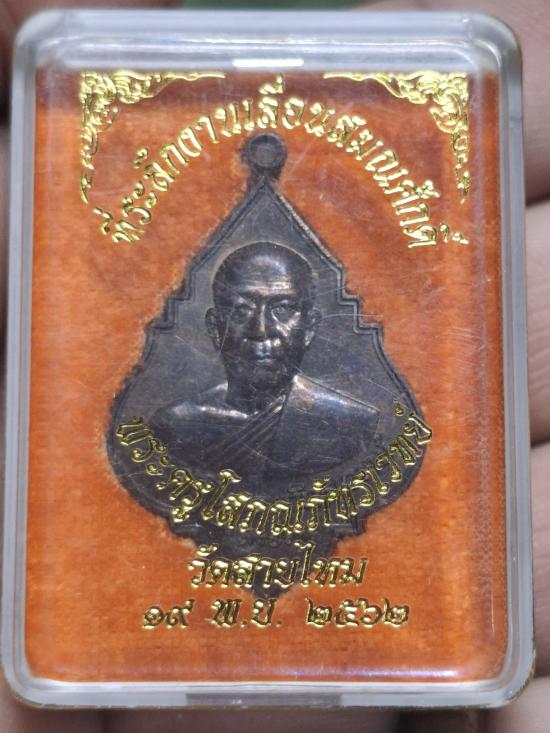 ที่ระลึกงานเลื่อนสมณศักดิ์
พระครูโสภณภัทรเวทย์
วัดสายไหม
๑๙ พ.ย. ๒๕๖๒